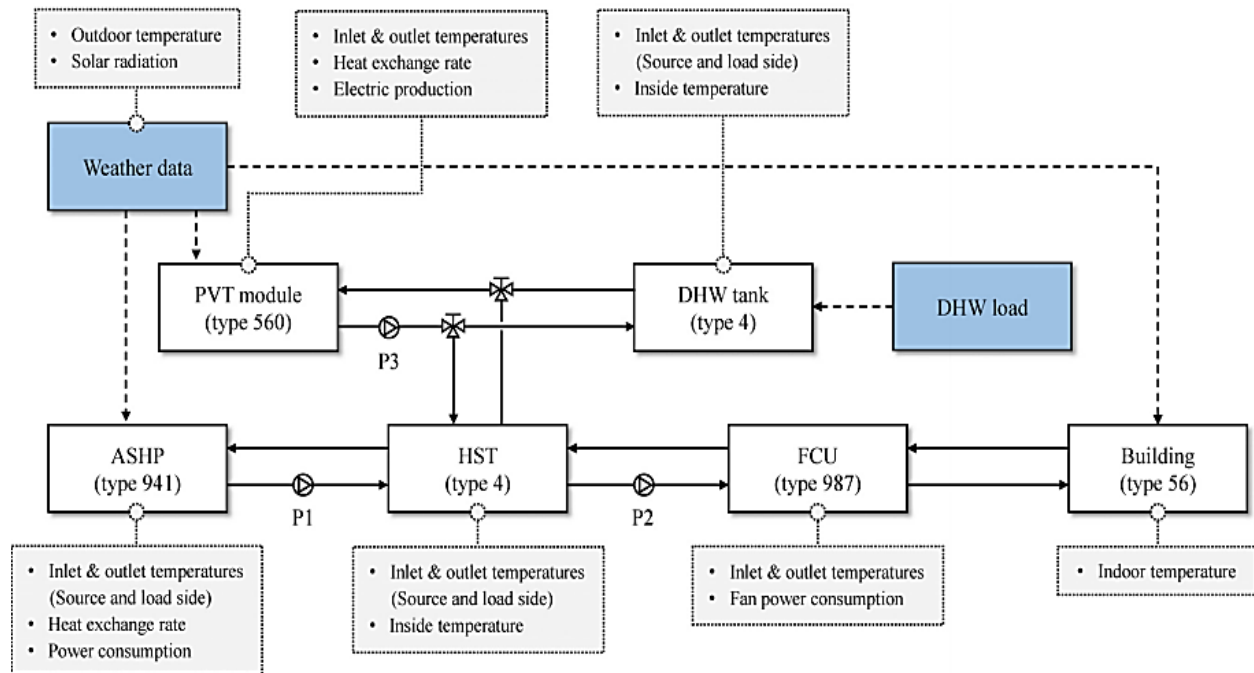 • Outdoor temperature
• Solar radiation
• Inlet & outlet temperatures
• Heat exchange rate
• Electric production
• Inlet & outlet temperatures
(Source and load side)
• Inside temperature
Weather data
PVT module
(type 560)
P3
DHW tank
(type 4)
DHW load
ASHP
(type 941)
P1
HST
(type 4)
P2
FCU
(type 987)
Building
(type 56)
• Inlet & outlet temperatures
(Source and load side)
• Heat exchange rate
• Power consumption
• Inlet & outlet temperatures
(Source and load side)
• Inside temperature
• Inlet & outlet temperatures
• Fan power consumption
• Indoor temperature